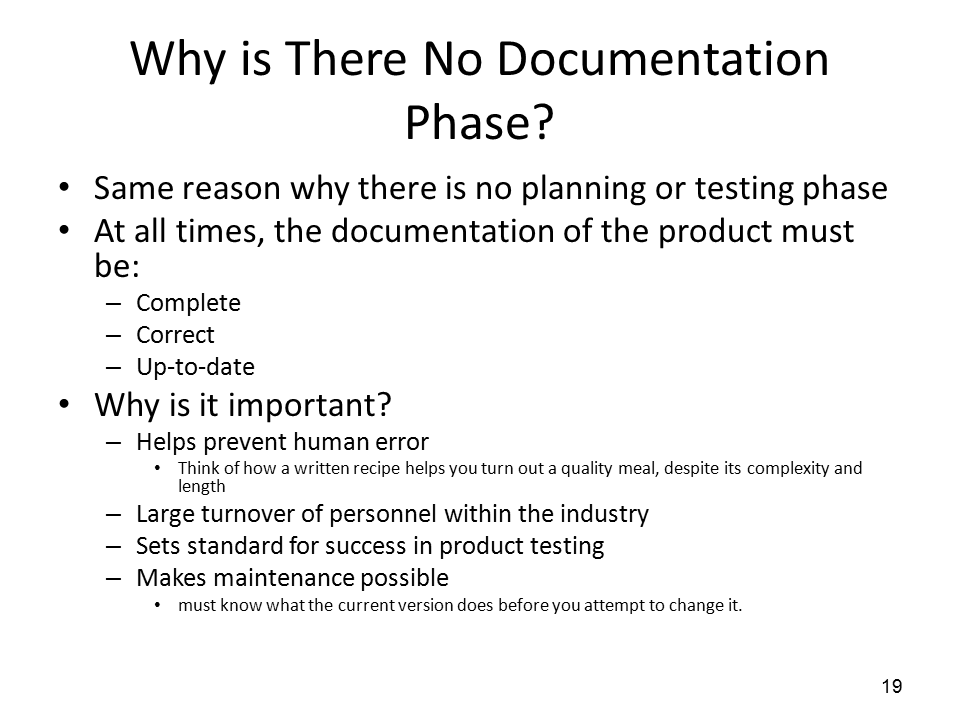 Why is There No Documentation
Phase?
• Same reason why there is no planning or testing phase
• At all times, the documentation of the product must
be:
– Complete
– Correct
– Up-to-date
• Why is it important?
– Helps prevent human error
• Think of how a written recipe helps you turn out a quality meal, despite its complexity and
length
– Large turnover of personnel within the industry
– Sets standard for success in product testing
– Makes maintenance possible
• must know what the current version does before you attempt to change it.
19